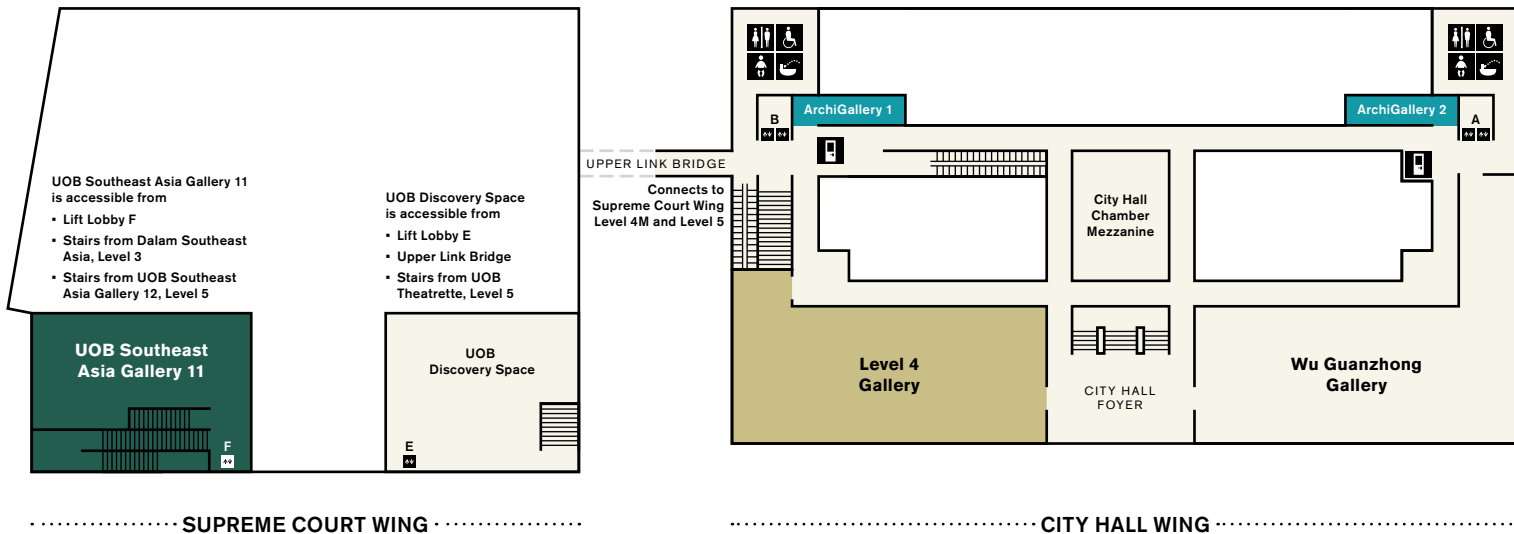 UOB Southeast Asia Gallery 11
is accessible from
▪ Lift Lobby F
▪ Stairs from Dalam Southeast
Asia, Level 3
▪ Stairs from UOB Southeast
Asia Gallery 12, Level 5
UOB Discovery Space
is accessible from
▪ Lift Lobby E
▪ Upper Link Bridge
▪ Stairs from UOB
Theatrette, Level 5
UOB Southeast
Asia Gallery 11
F
UOB
Discovery Space
E
SUPREME COURT WING
UPPER LINK BRIDGE
Connects to
Supreme Court Wing
Level 4M and Level 5
B
ArchiGallery 1
ArchiGallery 2
A
City Hall
Chamber
Mezzanine
Level 4
Gallery
CITY HALL
FOYER
Wu Guanzhong
Gallery
CITY HALL WING